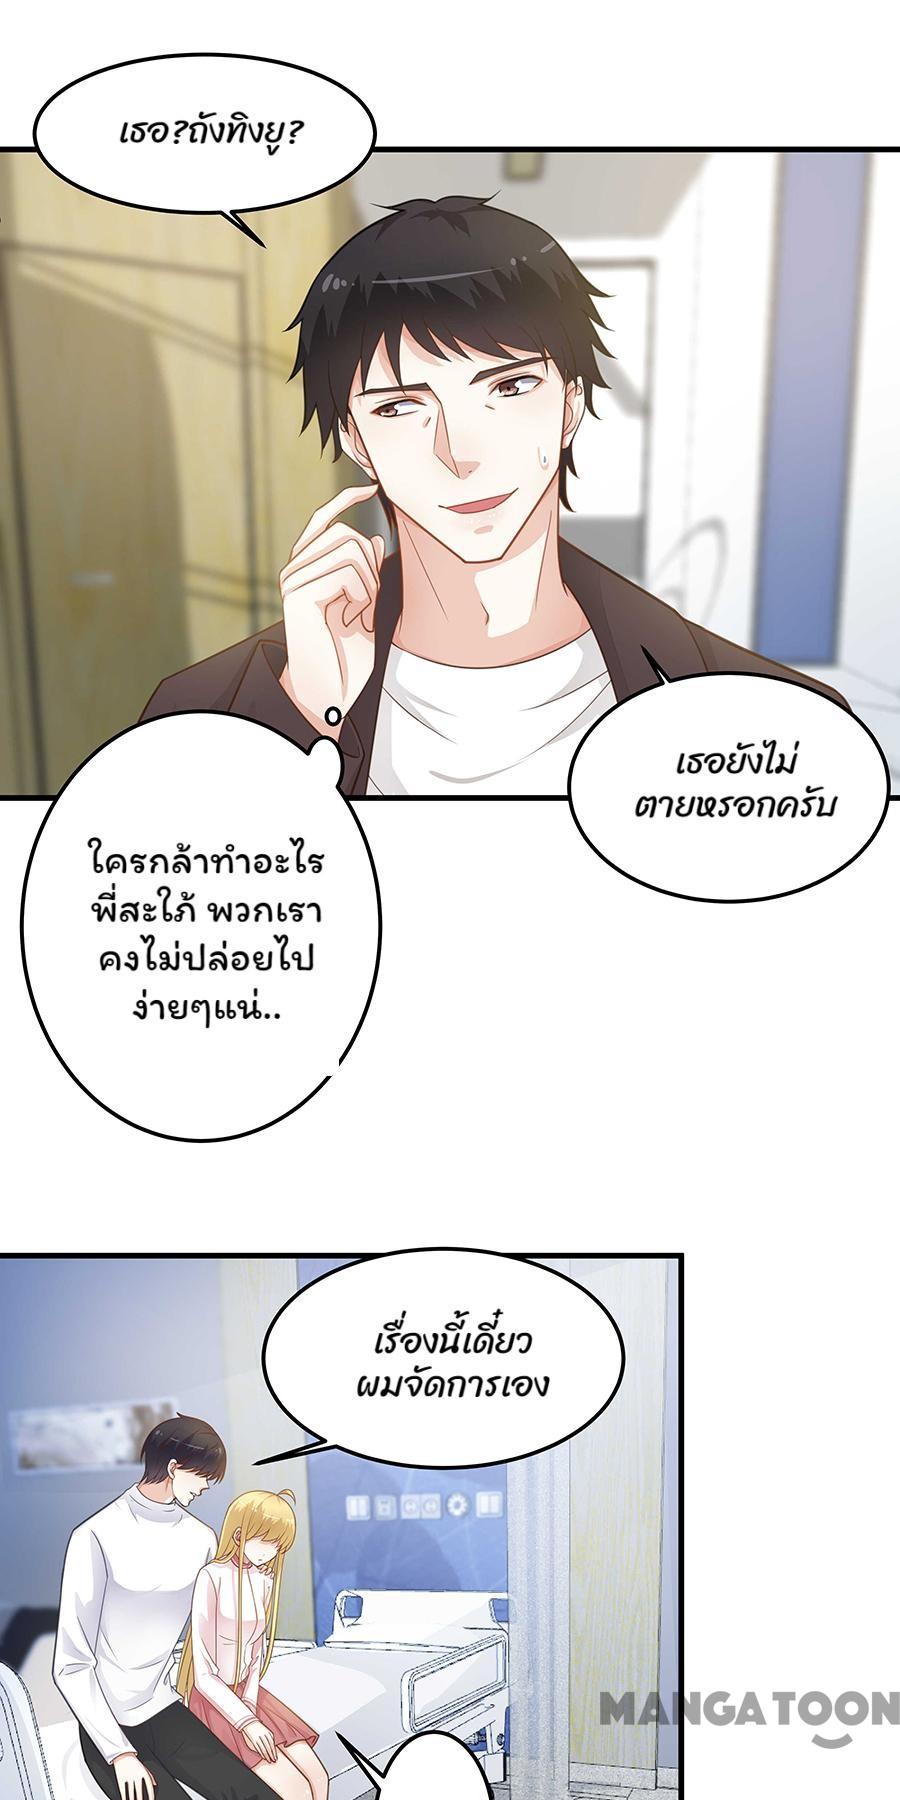 เธอ?ถังทิงยู?
เธอยังไม่
ตายหรอกครับ
ใครกล้าทำอะไร
พี่สะใภ้ พวกเรา
คงไม่ปล่อยไป
ง่ายๆแน่..
เรื่องนี้เดี๋ยว
ผมจัดการเอง
MANGATOON